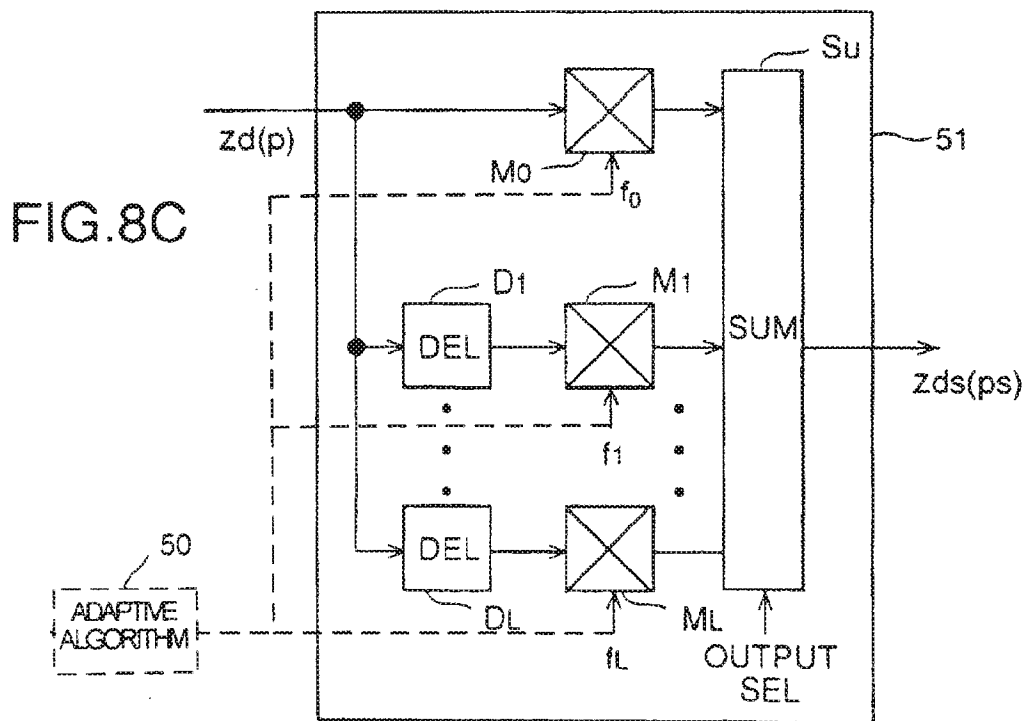 Su
zd(p)
51
M0
f0
FIG.8C
D1
M1
DEL
SUM
zds(ps)
f1
50
DEL
ADAPTIVE
ALGORITHM
DL
ML
fL
OUTPUT
SEL